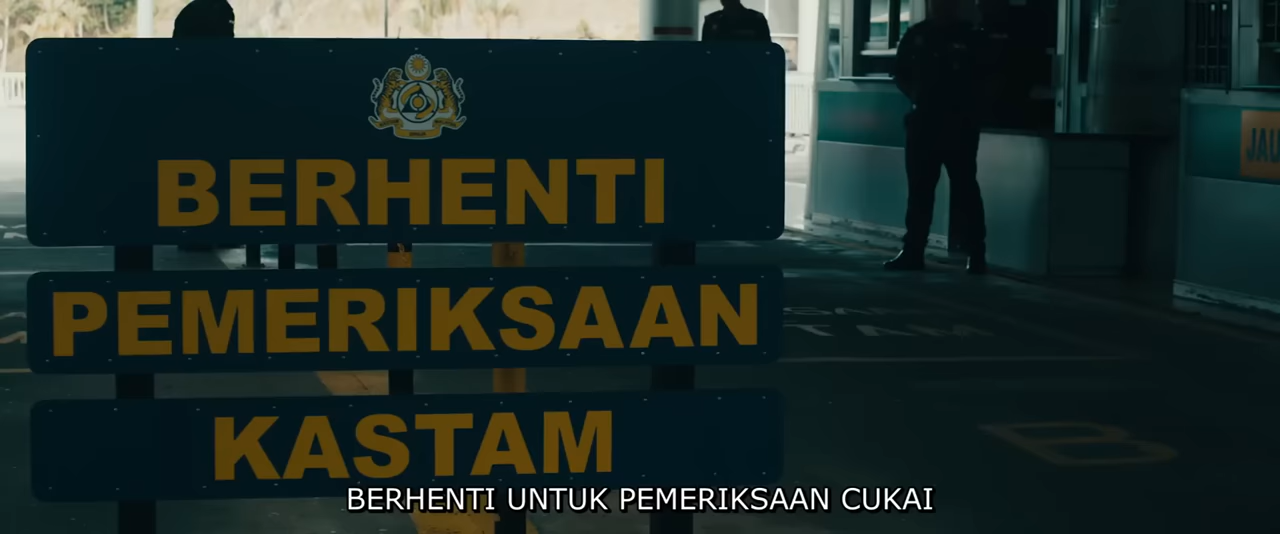 BERHENTI
PEMERIKSAAN
KASTAM
BERHENTI UNTUK PEMERIKSAAN CUKAI
B